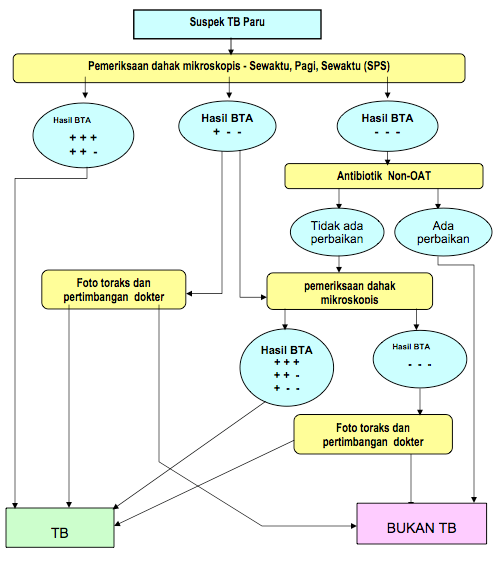 Suspek TB Paru
Pemeriksaan dahak mikroskopis - Sewaktu, Pagi, Sewaktu (SPS)
Hasil BTA
+ + +
+ + -
Hasil BTA
+ - -
Hasil BTA
- - -
Antibiotik Non-OAT
Tidak ada
perbaikan
Ada
perbaikan
Foto toraks dan
pertimbangan dokter
pemeriksaan dahak
mikroskopis
Hasil BTA
+ + +
+ + -
+ - -
Hasil BTA
- - -
Foto toraks dan
pertimbangan dokter
TB
BUKAN TB